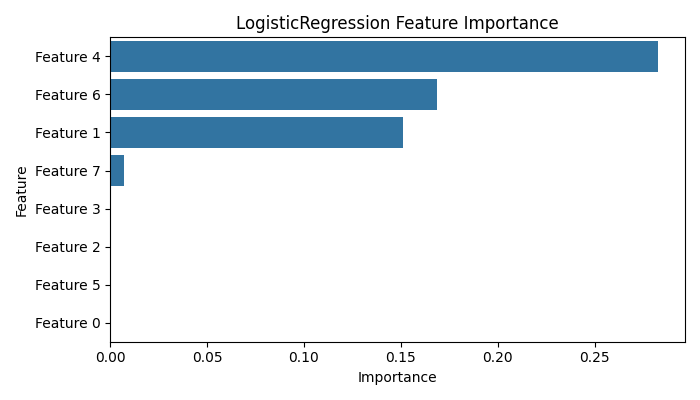 LogisticRegression Feature Importance
Feature 4
Feature 6
Feature 1
Feature 7
Feature 3
Feature 2
Feature 5
Feature 0
Feature
0.00 0.05 0.10 0.15 0.20 0.25
Importance